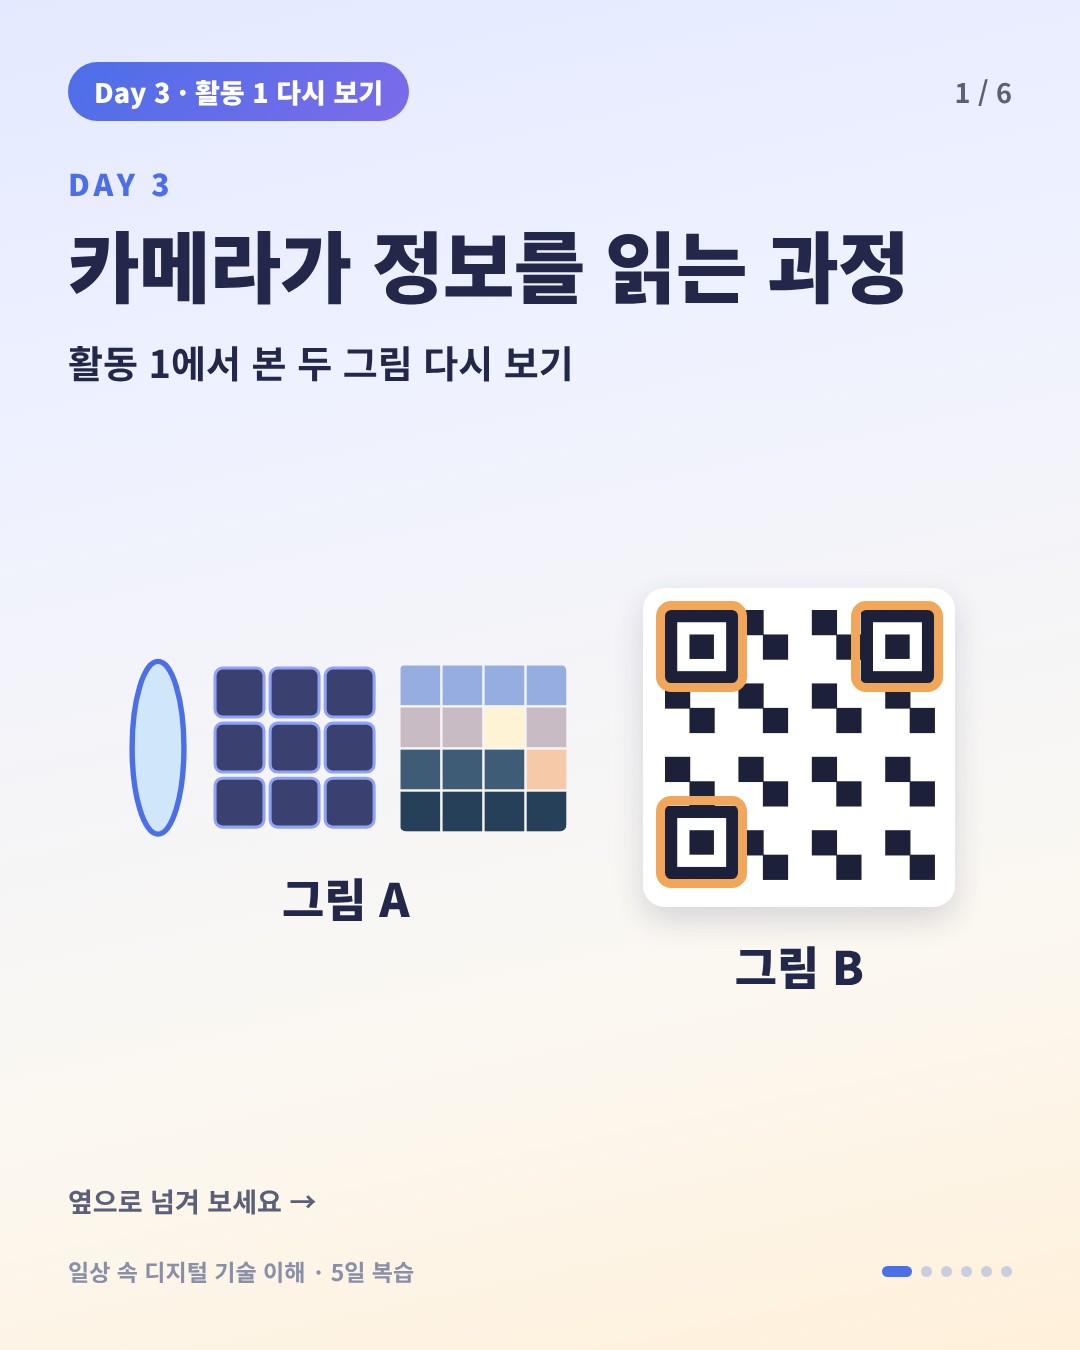 Day 3 · 활동 1 다시 보기
1 / 6
DAY 3
카메라가 정보를 읽는 과정
활동 1에서 본 두 그림 다시 보기
그림 A
그림 B
옆으로 넘겨 보세요 →
일상 속 디지털 기술 이해 · 5일 복습